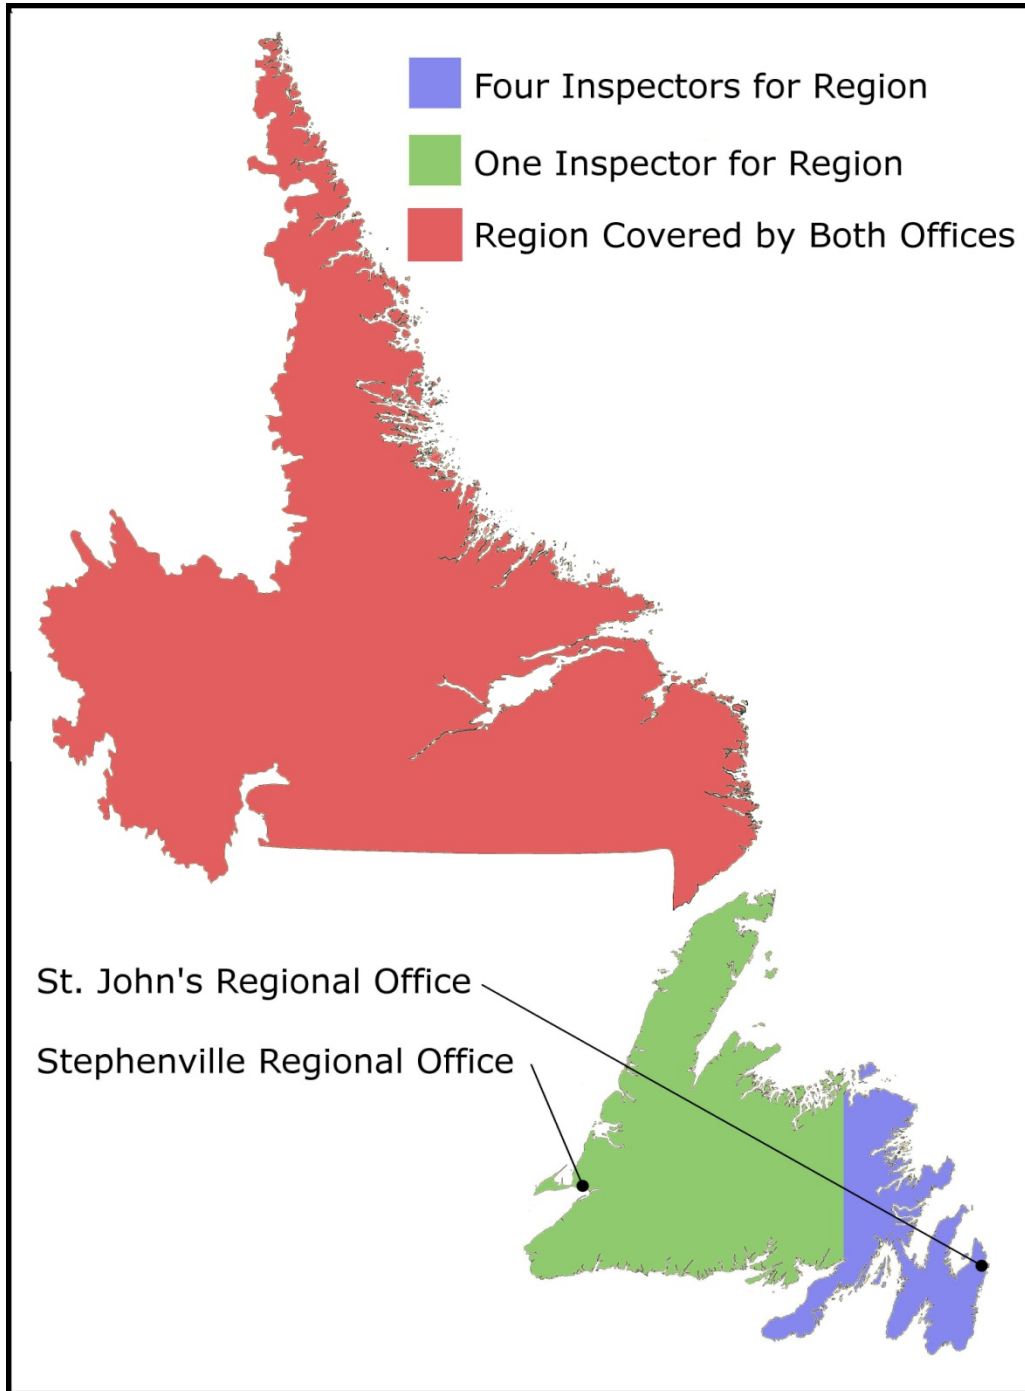 Four Inspectors for Region
One Inspector for Region
Region Covered by Both Offices
St. John's Regional Office
Stephenville Regional Office